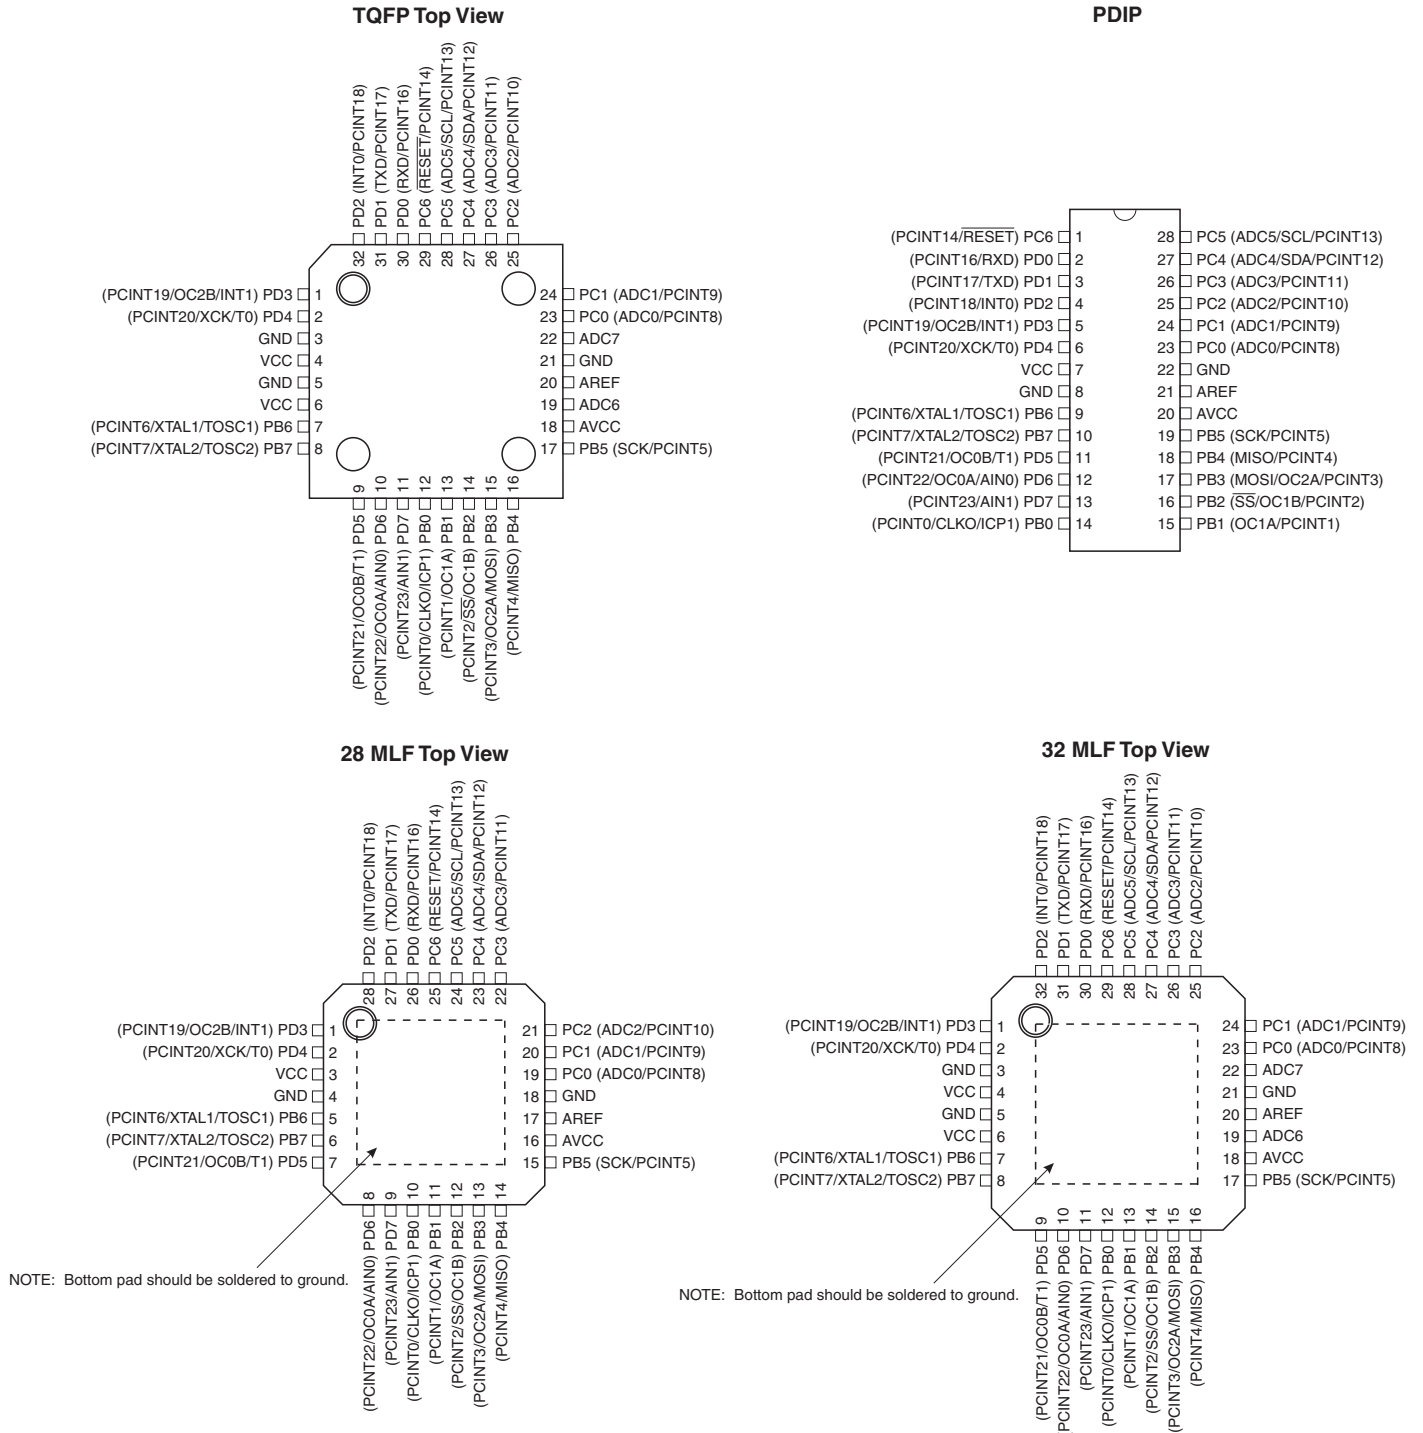 TQFP Top View
PD2 (INT0/PCINT18)
PD1 (TXD/PCINT17)
PD0 (RXD/PCINT16)
PC6 (RESET/PCINT14)
PC5 (ADC5/SCL/PCINT13)
PC4 (ADC4/SDA/PCINT12)
PC3 (ADC3/PCINT11)
PC2 (ADC2/PCINT10)
32 31 30 29 28 27 26 25
(PCINT19/OC2B/INT1) PD3 1
(PCINT20/XCK/T0) PD4 2
GND 3
VCC 4
GND 5
VCC 6
(PCINT6/XTAL1/TOSC1) PB6 7
(PCINT7/XTAL2/TOSC2) PB7 8
24 PC1 (ADC1/PCINT9)
23 PC0 (ADC0/PCINT8)
22 ADC7
21 GND
20 AREF
19 ADC6
18 AVCC
17 PB5 (SCK/PCINT5)
9 10 11 12 13 14 15 16
(PCINT21/OC0B/T1) PD5
(PCINT22/OC0A/AIN0) PD6
(PCINT23/AIN1) PD7
(PCINT0/CLKO/ICP1) PB0
(PCINT1/OC1A) PB1
(PCINT2/SS/OC1B) PB2
(PCINT3/OC2A/MOSI) PB3
(PCINT4/MISO) PB4
PDIP
(PCINT14/RESET) PC6 1
(PCINT16/RXD) PD0 2
(PCINT17/TXD) PD1 3
(PCINT18/INT0) PD2 4
(PCINT19/OC2B/INT1) PD3 5
(PCINT20/XCK/T0) PD4 6
VCC 7
GND 8
(PCINT6/XTAL1/TOSC1) PB6 9
(PCINT7/XTAL2/TOSC2) PB7 10
(PCINT21/OC0B/T1) PD5 11
(PCINT22/OC0A/AIN0) PD6 12
(PCINT23/AIN1) PD7 13
(PCINT0/CLKO/ICP1) PB0 14
28 PC5 (ADC5/SCL/PCINT13)
27 PC4 (ADC4/SDA/PCINT12)
26 PC3 (ADC3/PCINT11)
25 PC2 (ADC2/PCINT10)
24 PC1 (ADC1/PCINT9)
23 PC0 (ADC0/PCINT8)
22 GND
21 AREF
20 AVCC
19 PB5 (SCK/PCINT5)
18 PB4 (MISO/PCINT4)
17 PB3 (MOSI/OC2A/PCINT3)
16 PB2 (SS/OC1B/PCINT2)
15 PB1 (OC1A/PCINT1)
28 MLF Top View
PD2 (INT0/PCINT18)
PD1 (TXD/PCINT17)
PD0 (RXD/PCINT16)
PC6 (RESET/PCINT14)
PC5 (ADC5/SCL/PCINT13)
PC4 (ADC4/SDA/PCINT12)
PC3 (ADC3/PCINT11)
28 27 26 25 24 23 22
(PCINT19/OC2B/INT1) PD3 1
(PCINT20/XCK/T0) PD4 2
VCC 3
GND 4
(PCINT6/XTAL1/TOSC1) PB6 5
(PCINT7/XTAL2/TOSC2) PB7 6
(PCINT21/OC0B/T1) PD5 7
21 PC2 (ADC2/PCINT10)
20 PC1 (ADC1/PCINT9)
19 PC0 (ADC0/PCINT8)
18 GND
17 AREF
16 AVCC
15 PB5 (SCK/PCINT5)
8 9 10 11 12 13 14
(PCINT22/OC0A/AIN0) PD6
(PCINT23/AIN1) PD7
(PCINT0/CLKO/ICP1) PB0
(PCINT1/OC1A) PB1
(PCINT2/SS/OC1B) PB2
(PCINT3/OC2A/MOSI) PB3
(PCINT4/MISO) PB4
NOTE: Bottom pad should be soldered to ground.
32 MLF Top View
PD2 (INT0/PCINT18)
PD1 (TXD/PCINT17)
PD0 (RXD/PCINT16)
PC6 (RESET/PCINT14)
PC5 (ADC5/SCL/PCINT13)
PC4 (ADC4/SDA/PCINT12)
PC3 (ADC3/PCINT11)
PC2 (ADC2/PCINT10)
32 31 30 29 28 27 26 25
(PCINT19/OC2B/INT1) PD3 1
(PCINT20/XCK/T0) PD4 2
GND 3
VCC 4
GND 5
VCC 6
(PCINT6/XTAL1/TOSC1) PB6 7
(PCINT7/XTAL2/TOSC2) PB7 8
24 PC1 (ADC1/PCINT9)
23 PC0 (ADC0/PCINT8)
22 ADC7
21 GND
20 AREF
19 ADC6
18 AVCC
17 PB5 (SCK/PCINT5)
9 10 11 12 13 14 15 16
(PCINT21/OC0B/T1) PD5
PCINT22/OC0A/AIN0) PD6
(PCINT23/AIN1) PD7
(PCINT0/CLKO/ICP1) PB0
(PCINT1/OC1A) PB1
(PCINT2/SS/OC1B) PB2
(PCINT3/OC2A/MOSI) PB3
(PCINT4/MISO) PB4
NOTE: Bottom pad should be soldered to ground.